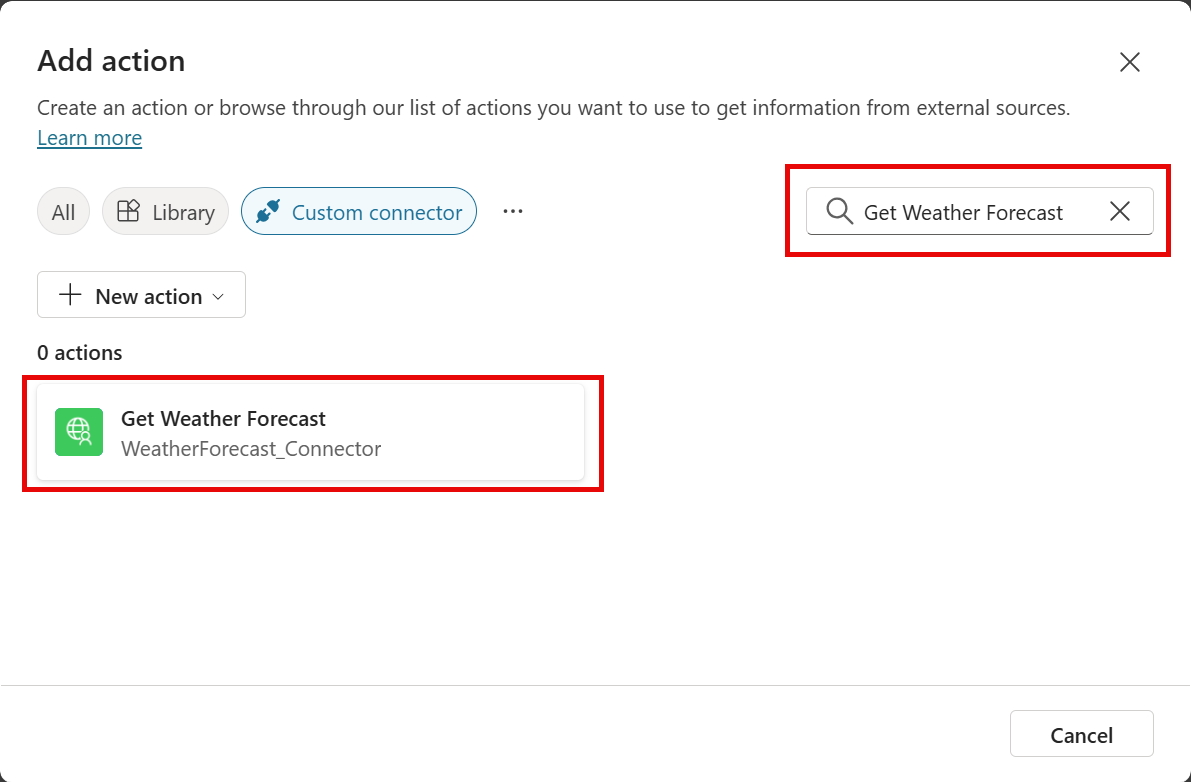 Add action
Create an action or browse through our list of actions you want to use to get information from external sources.
Learn more
All
Library
Custom connector
Get Weather Forecast
New action
0 actions
Get Weather Forecast
WeatherForecast_Connector
Cancel